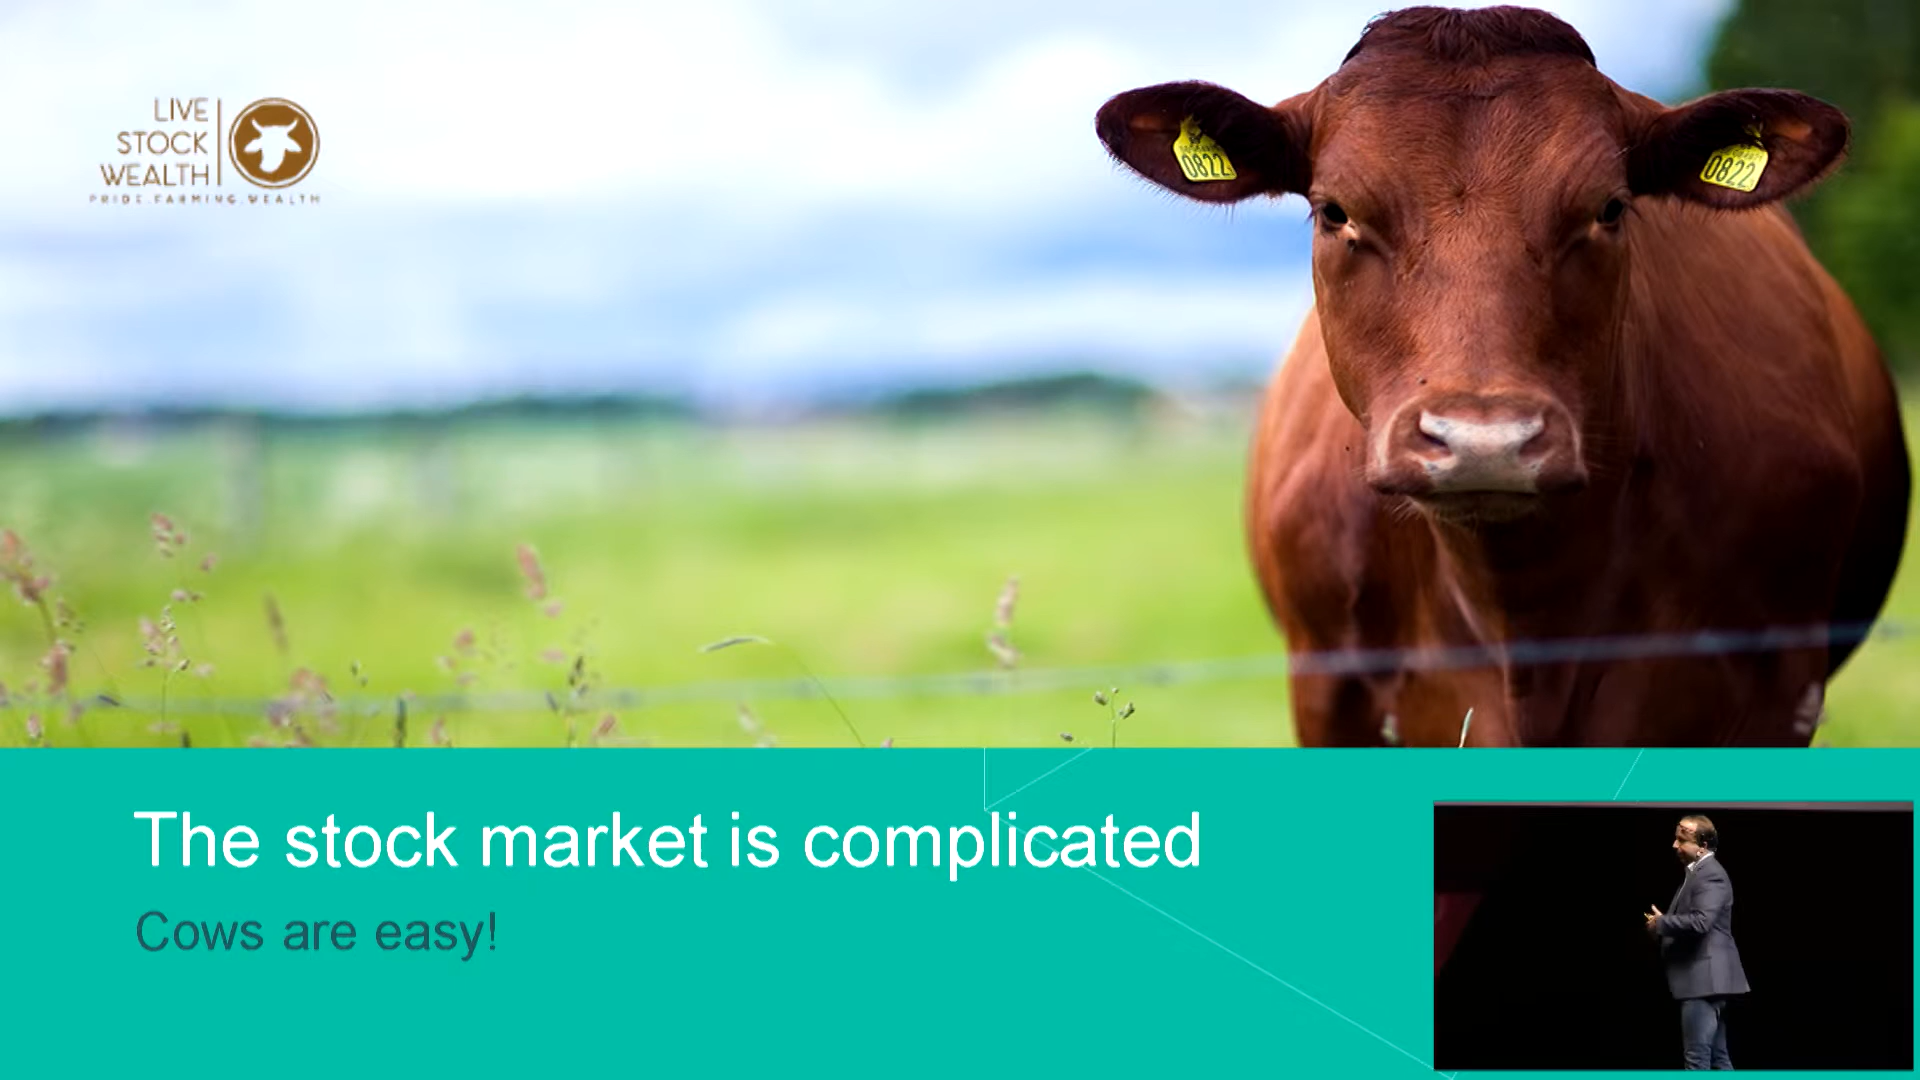 LIVE
STOCK
WEALTH
PRIDE.FARMING.WEALTH
0822
0822
The stock market is complicated
Cows are easy!